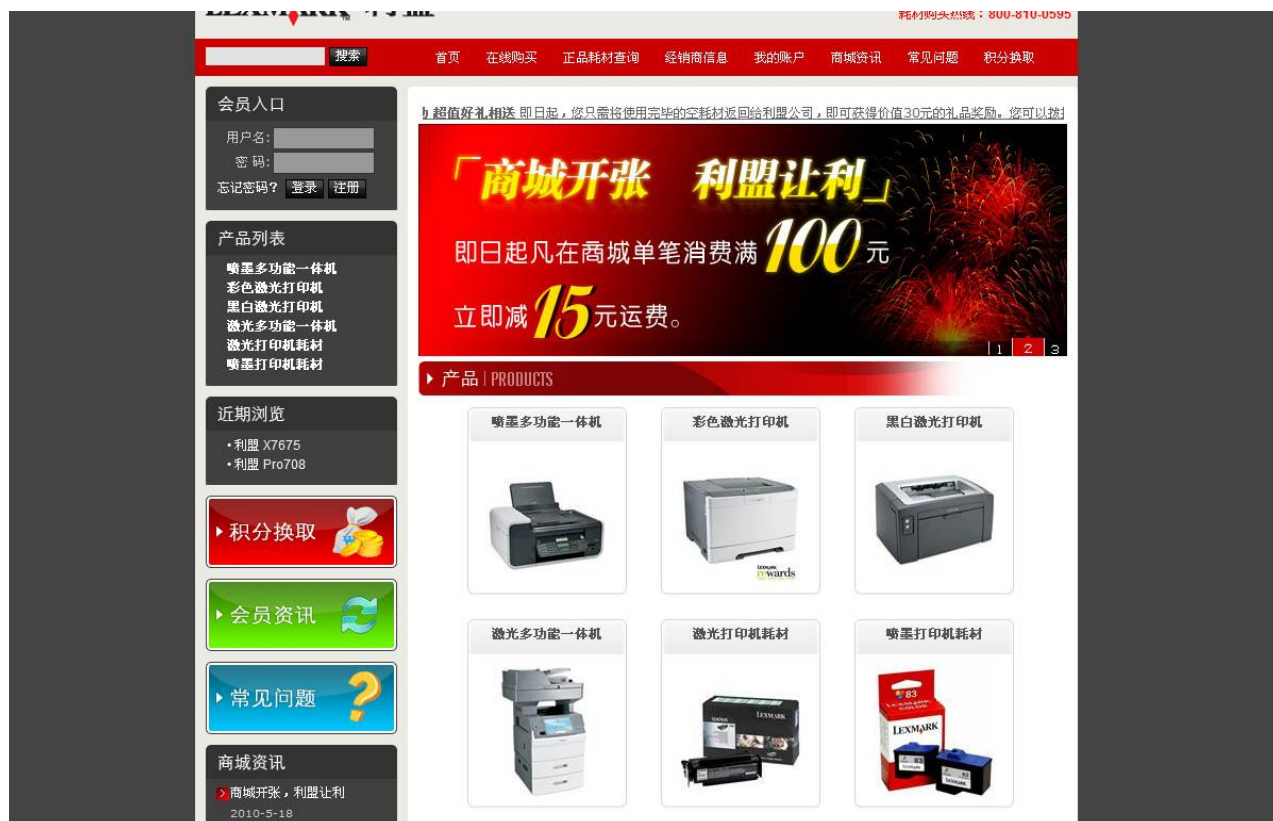 耗材购买热线：800-810-0595
搜索
首页 在线购买 正品耗材查询 经销商信息 我的账户 商城资讯 常见问题 积分换取
会员入口
用户名:
密 码:
忘记密码? 登录 注册
产品列表
喷墨多功能一体机
彩色激光打印机
黑白激光打印机
激光多功能一体机
激光打印机耗材
喷墨打印机耗材
近期浏览
·利盟 X7675
·利盟 Pro708
积分换取
会员资讯
常见问题
商城资讯
商城开张，利盟让利
2010-5-18
超值好礼相送 即日起，您只需将使用完毕的空耗材返回给利盟公司，即可获得价值30元的礼品奖励。您可以拨
「商城开张 利盟让利」
即日起凡在商城单笔消费满100元
立即减15元运费。
1 2 3
产品 | PRODUCTS
喷墨多功能一体机 彩色激光打印机 黑白激光打印机
LEXMARK
rewards
激光多功能一体机 激光打印机耗材 喷墨打印机耗材
LEXMARK
83
LEXMARK
83
83